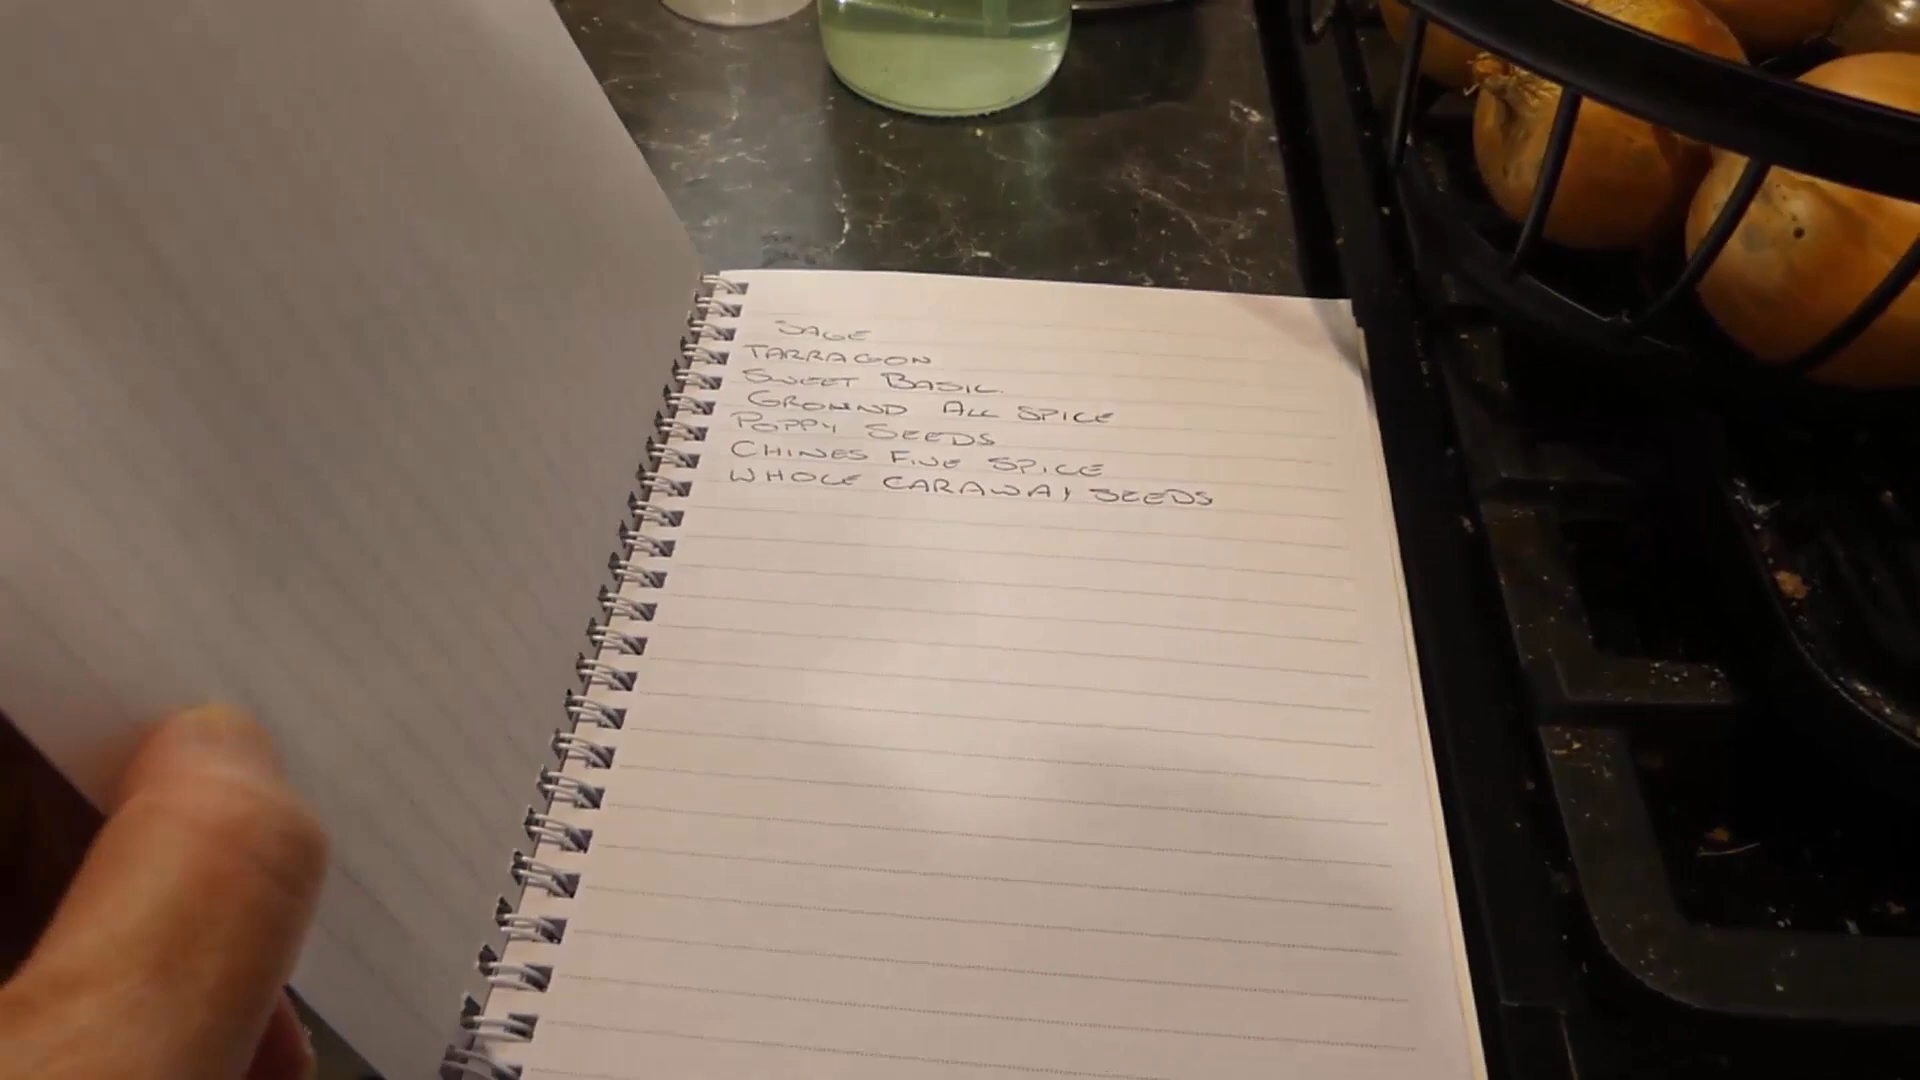 SAGE
TARRAGON
SWEET BASIL.
GROUND ALL SPICE
POPPY SEEDS
CHINES FIVE SPICE
WHOLE CARAWAY SEEDS